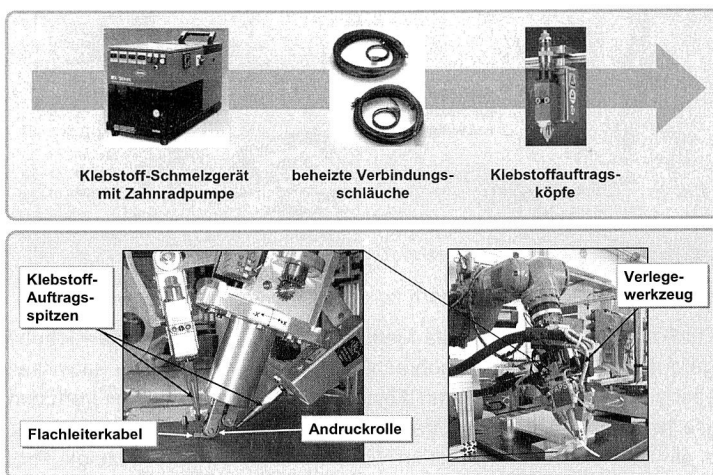 Klebstoff-Schmelzgerät
mit Zahnradpumpe
beheizte Verbindungs-
schläuche
Klebstoffauftrags-
köpfe
Klebstoff-
Auftrags-
spitzen
Verlege-
werkzeug
Flachleiterkabel
Andruckrolle